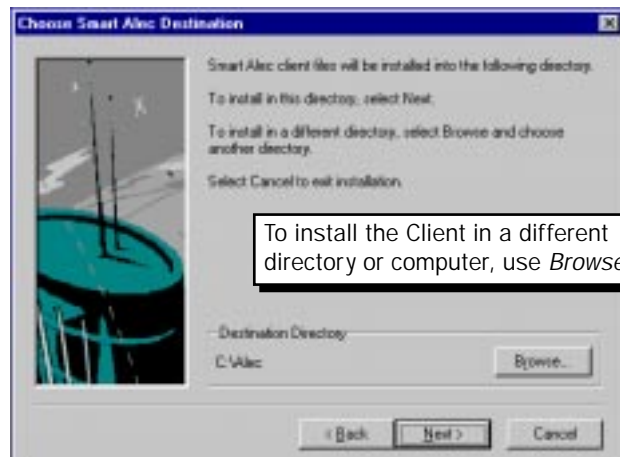 Choose Smart Alec Destination
Smart Alec client files will be installed into the following directory.
To install in this directory, select Next.
To install in a different directory, select Browse and choose
another directory.
Select Cancel to exit installation.
To install the Client in a different
directory or computer, use Browse
Destination Directory
C:\Alec
Browse...
< Back
Next >
Cancel